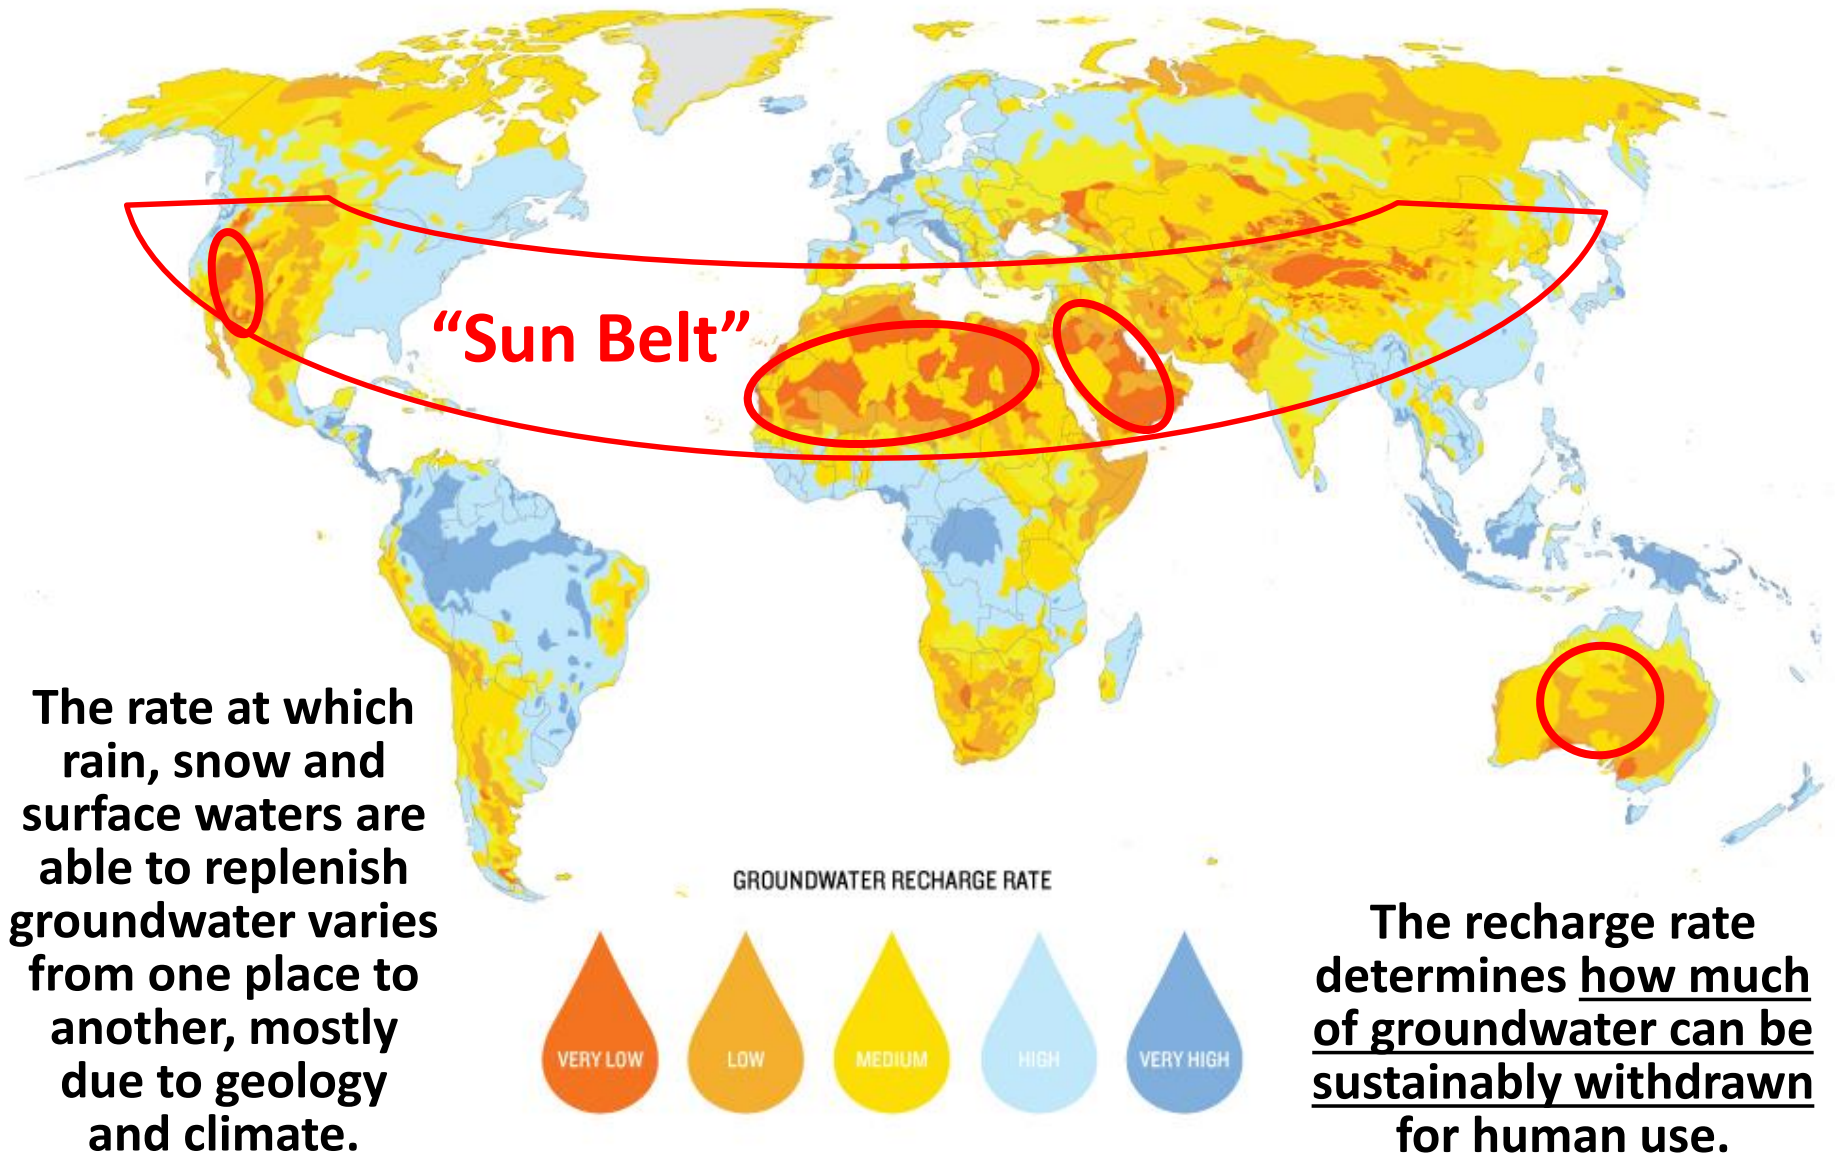 “Sun Belt”
The rate at which
rain, snow and
surface waters are
able to replenish
groundwater varies
from one place to
another, mostly
due to geology
and climate.
GROUNDWATER RECHARGE RATE
VERY LOW
LOW
MEDIUM
HIGH
VERY HIGH
The recharge rate
determines how much
of groundwater can be
sustainably withdrawn
for human use.